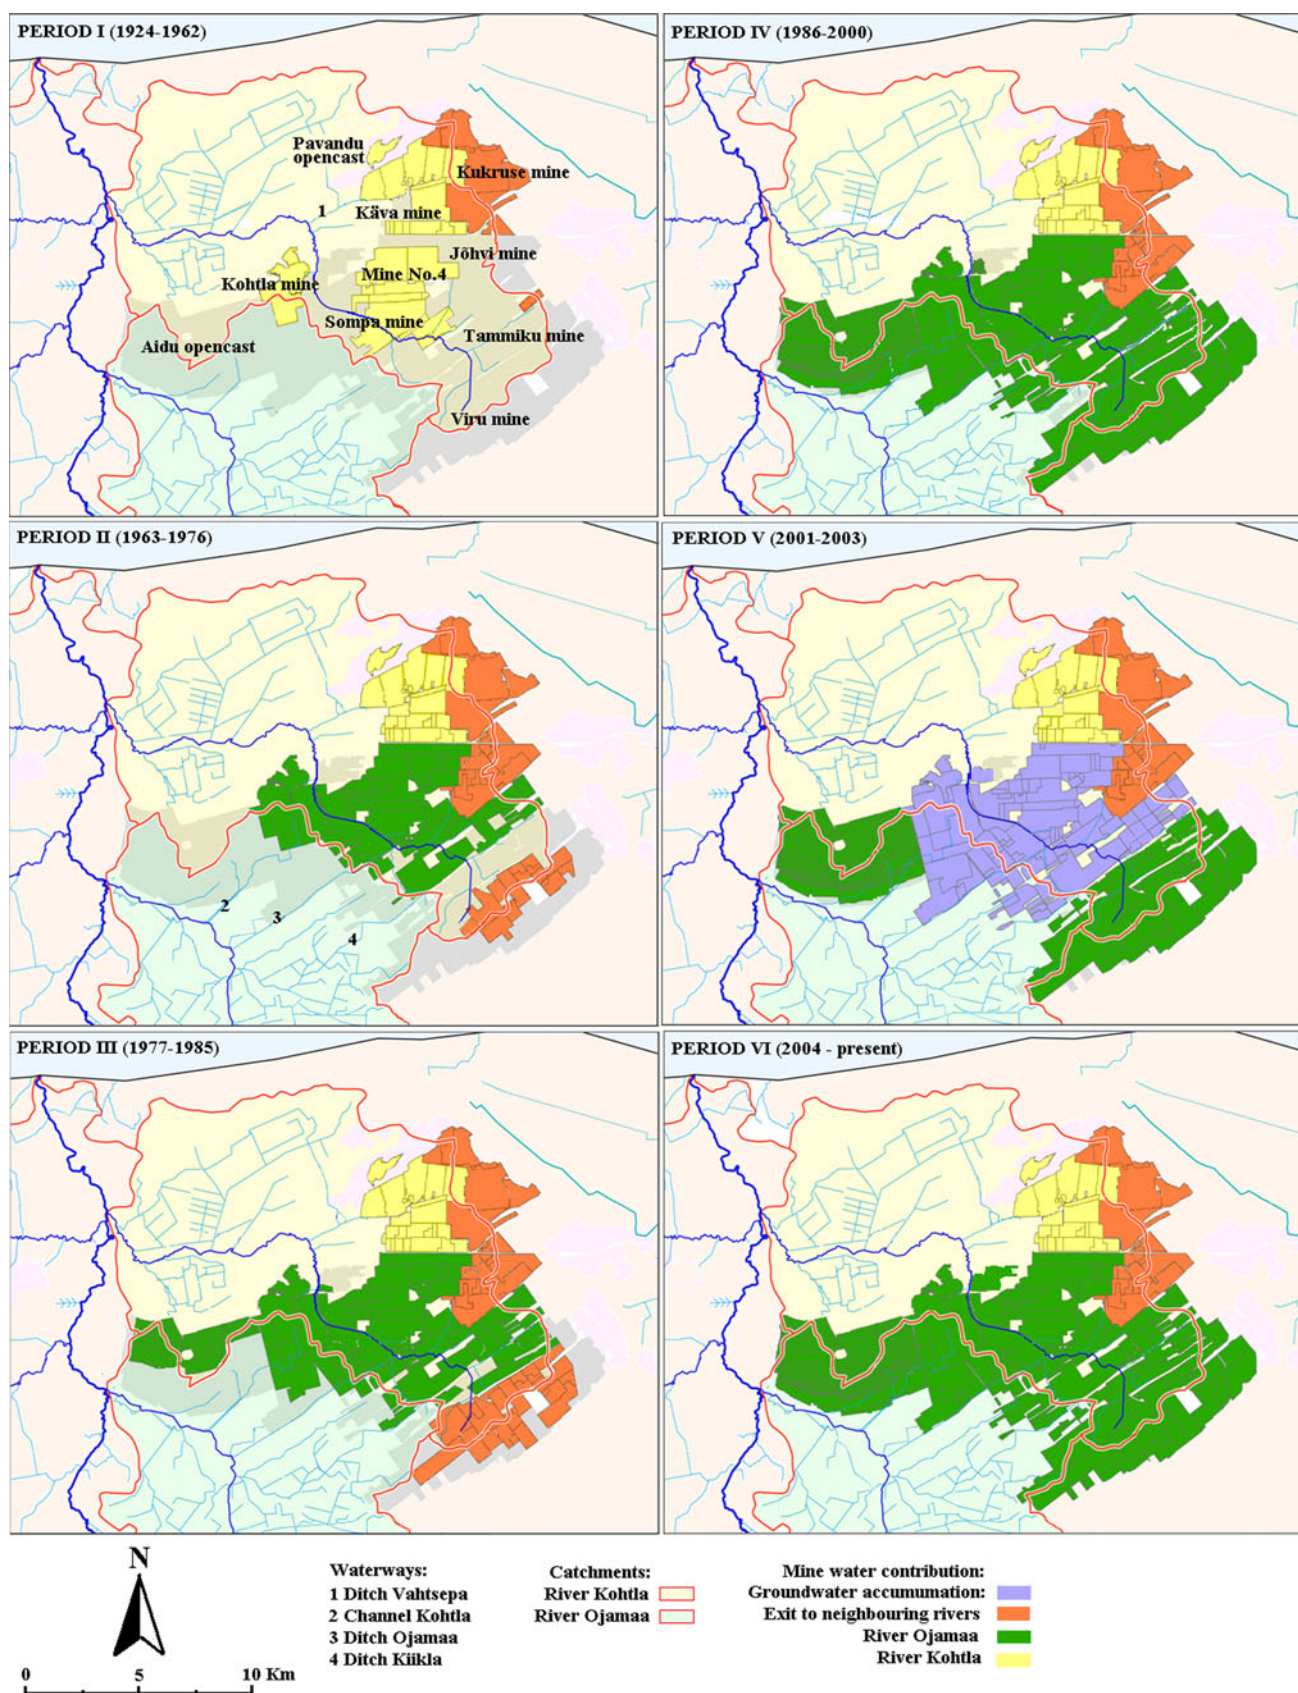 PERIOD I (1924-1962)
Pavandu
opencast
Kukruse mine
1
Käva mine
Jõhvi mine
Mine No.4
Kohtla mine
Sompa mine
Tammiku mine
Aidu opencast
Viru mine
PERIOD IV (1986-2000)
PERIOD II (1963-1976)
2
3
4
PERIOD V (2001-2003)
PERIOD III (1977-1985)
PERIOD VI (2004 - present)
N
0 5 10 Km
Waterways:
1 Ditch Vahtsepa
2 Channel Kohtla
3 Ditch Ojamaa
4 Ditch Kiikla
Catchments:
River Kohtla
River Ojamaa
Mine water contribution:
Groundwater accumumation:
Exit to neighbouring rivers
River Ojamaa
River Kohtla